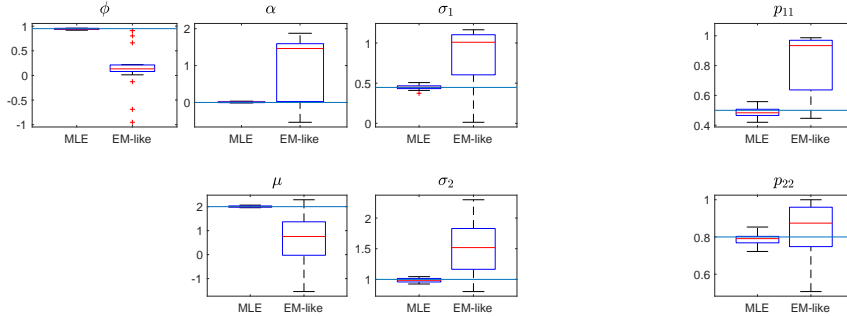 ϕ α σ1 p11
1 2 1 1
0.5 1 0.5 0.8
0 0 0 0.6
-0.5 0.4
-1
MLE EM-like MLE EM-like MLE EM-like MLE EM-like
μ σ2 p22
2 2 1
1 1.5 0.8
0 1 0.6
-1
MLE EM-like MLE EM-like MLE EM-like